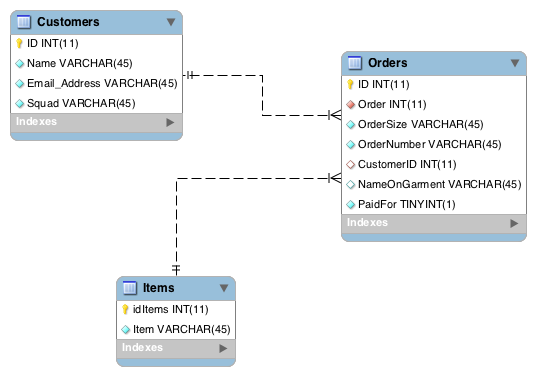 Customers
ID INT(11)
Name VARCHAR(45)
Email_Address VARCHAR(45)
Squad VARCHAR(45)
Indexes
Orders
ID INT(11)
Order INT(11)
OrderSize VARCHAR(45)
OrderNumber VARCHAR(45)
CustomerID INT(11)
NameOnGarment VARCHAR(45)
PaidFor TINYINT(1)
Indexes
Items
idItems INT(11)
Item VARCHAR(45)
Indexes